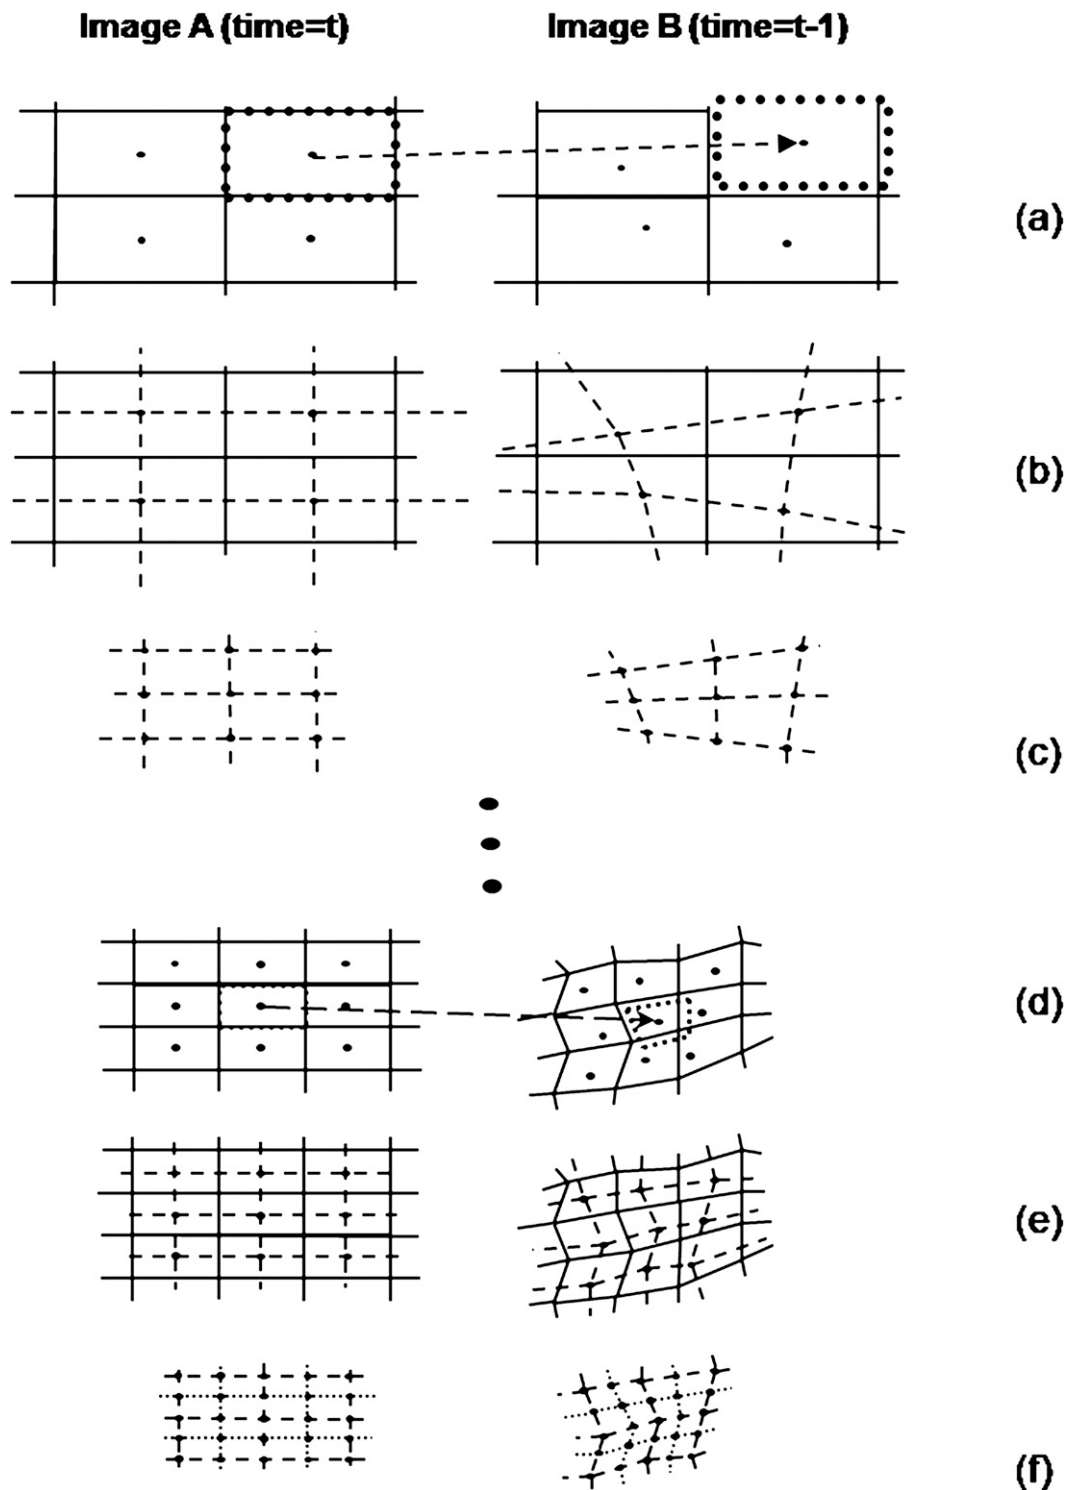 Image A (time=t)
Image B (time=t-1)
(a)
(b)
(c)
(d)
(e)
(f)